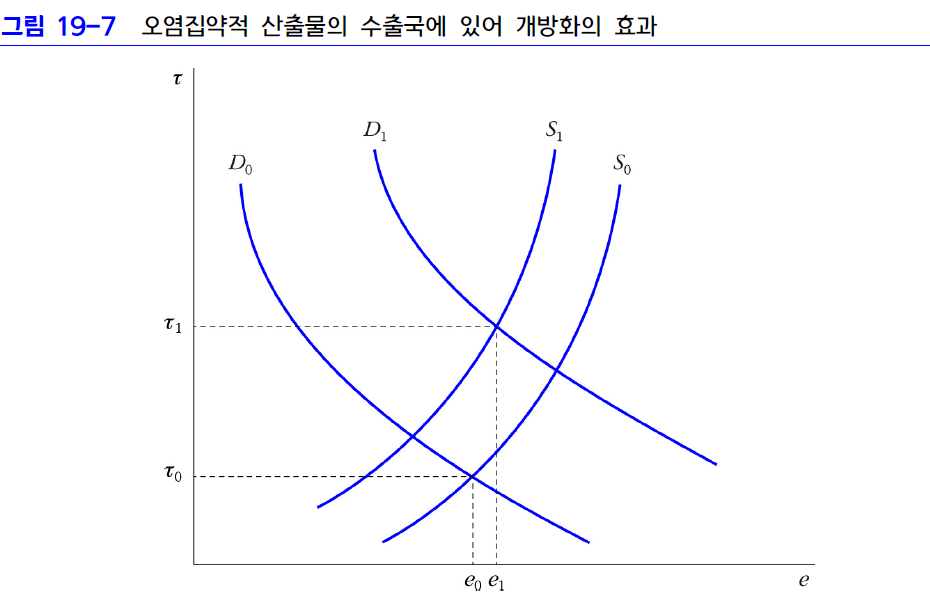 그림 19-7 오염집약적 산출물의 수출국에 있어 개방화의 효과
τ
D₁ S₁
D₀ S₀
τ₁
τ₀
e₀ e₁ e